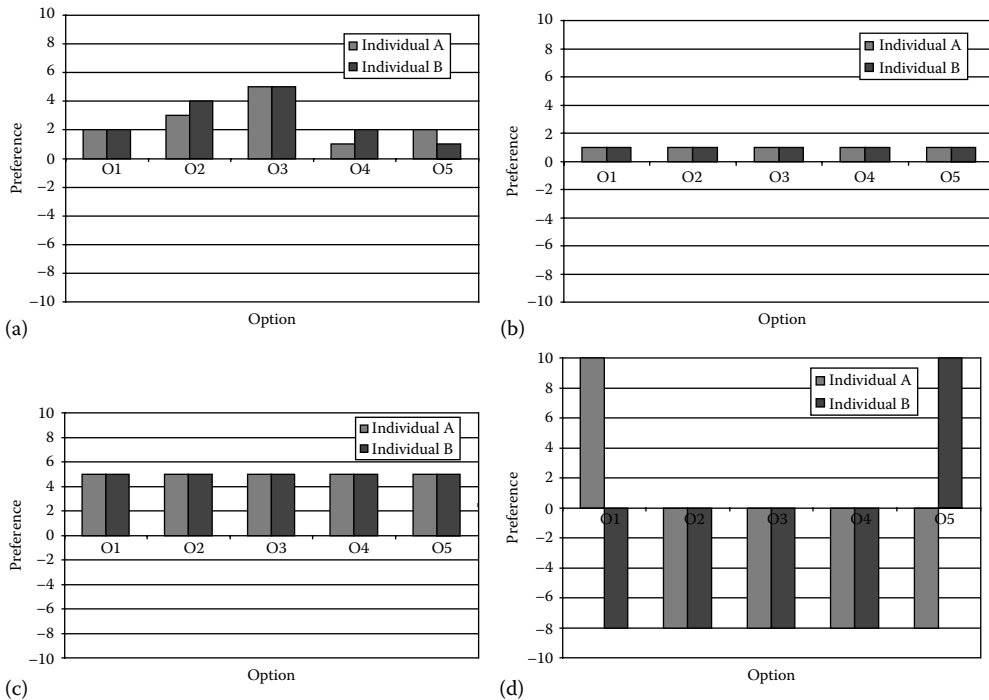 10
8
6
4
2
0
−2
−4
−6
−8
−10
Preference
Individual A
Individual B
O1 O2 O3 O4 O5
Option
(a)
10
8
6
4
2
0
−2
−4
−6
−8
−10
Preference
Individual A
Individual B
O1 O2 O3 O4 O5
Option
(b)
10
8
6
4
2
0
−2
−4
−6
−8
−10
Preference
Individual A
Individual B
O1 O2 O3 O4 O5
Option
(c)
10
8
6
4
2
0
−2
−4
−6
−8
−10
Preference
Individual A
Individual B
O1 O2 O3 O4 O5
Option
(d)